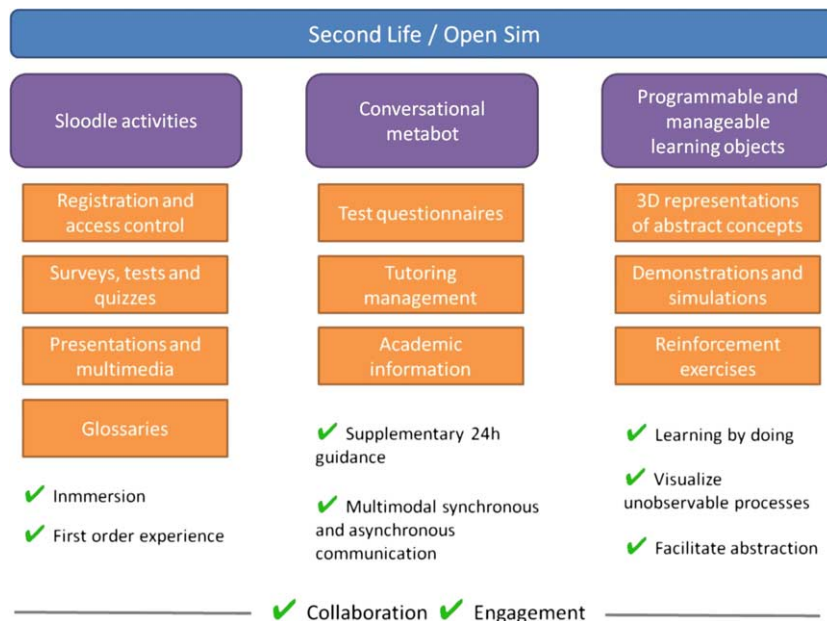 Second Life / Open Sim
Sloodle activities
Registration and
access control
Surveys, tests and
quizzes
Presentations and
multimedia
Glossaries
✔ Inmmersion
✔ First order experience
Conversational
metabot
Test questionnaires
Tutoring
management
Academic
information
✔ Supplementary 24h
guidance
✔ Multimodal synchronous
and asynchronous
communication
Programmable and
manageable
learning objects
3D representations
of abstract concepts
Demonstrations and
simulations
Reinforcement
exercises
✔ Learning by doing
✔ Visualize
unobservable processes
✔ Facilitate abstraction
✔ Collaboration ✔ Engagement